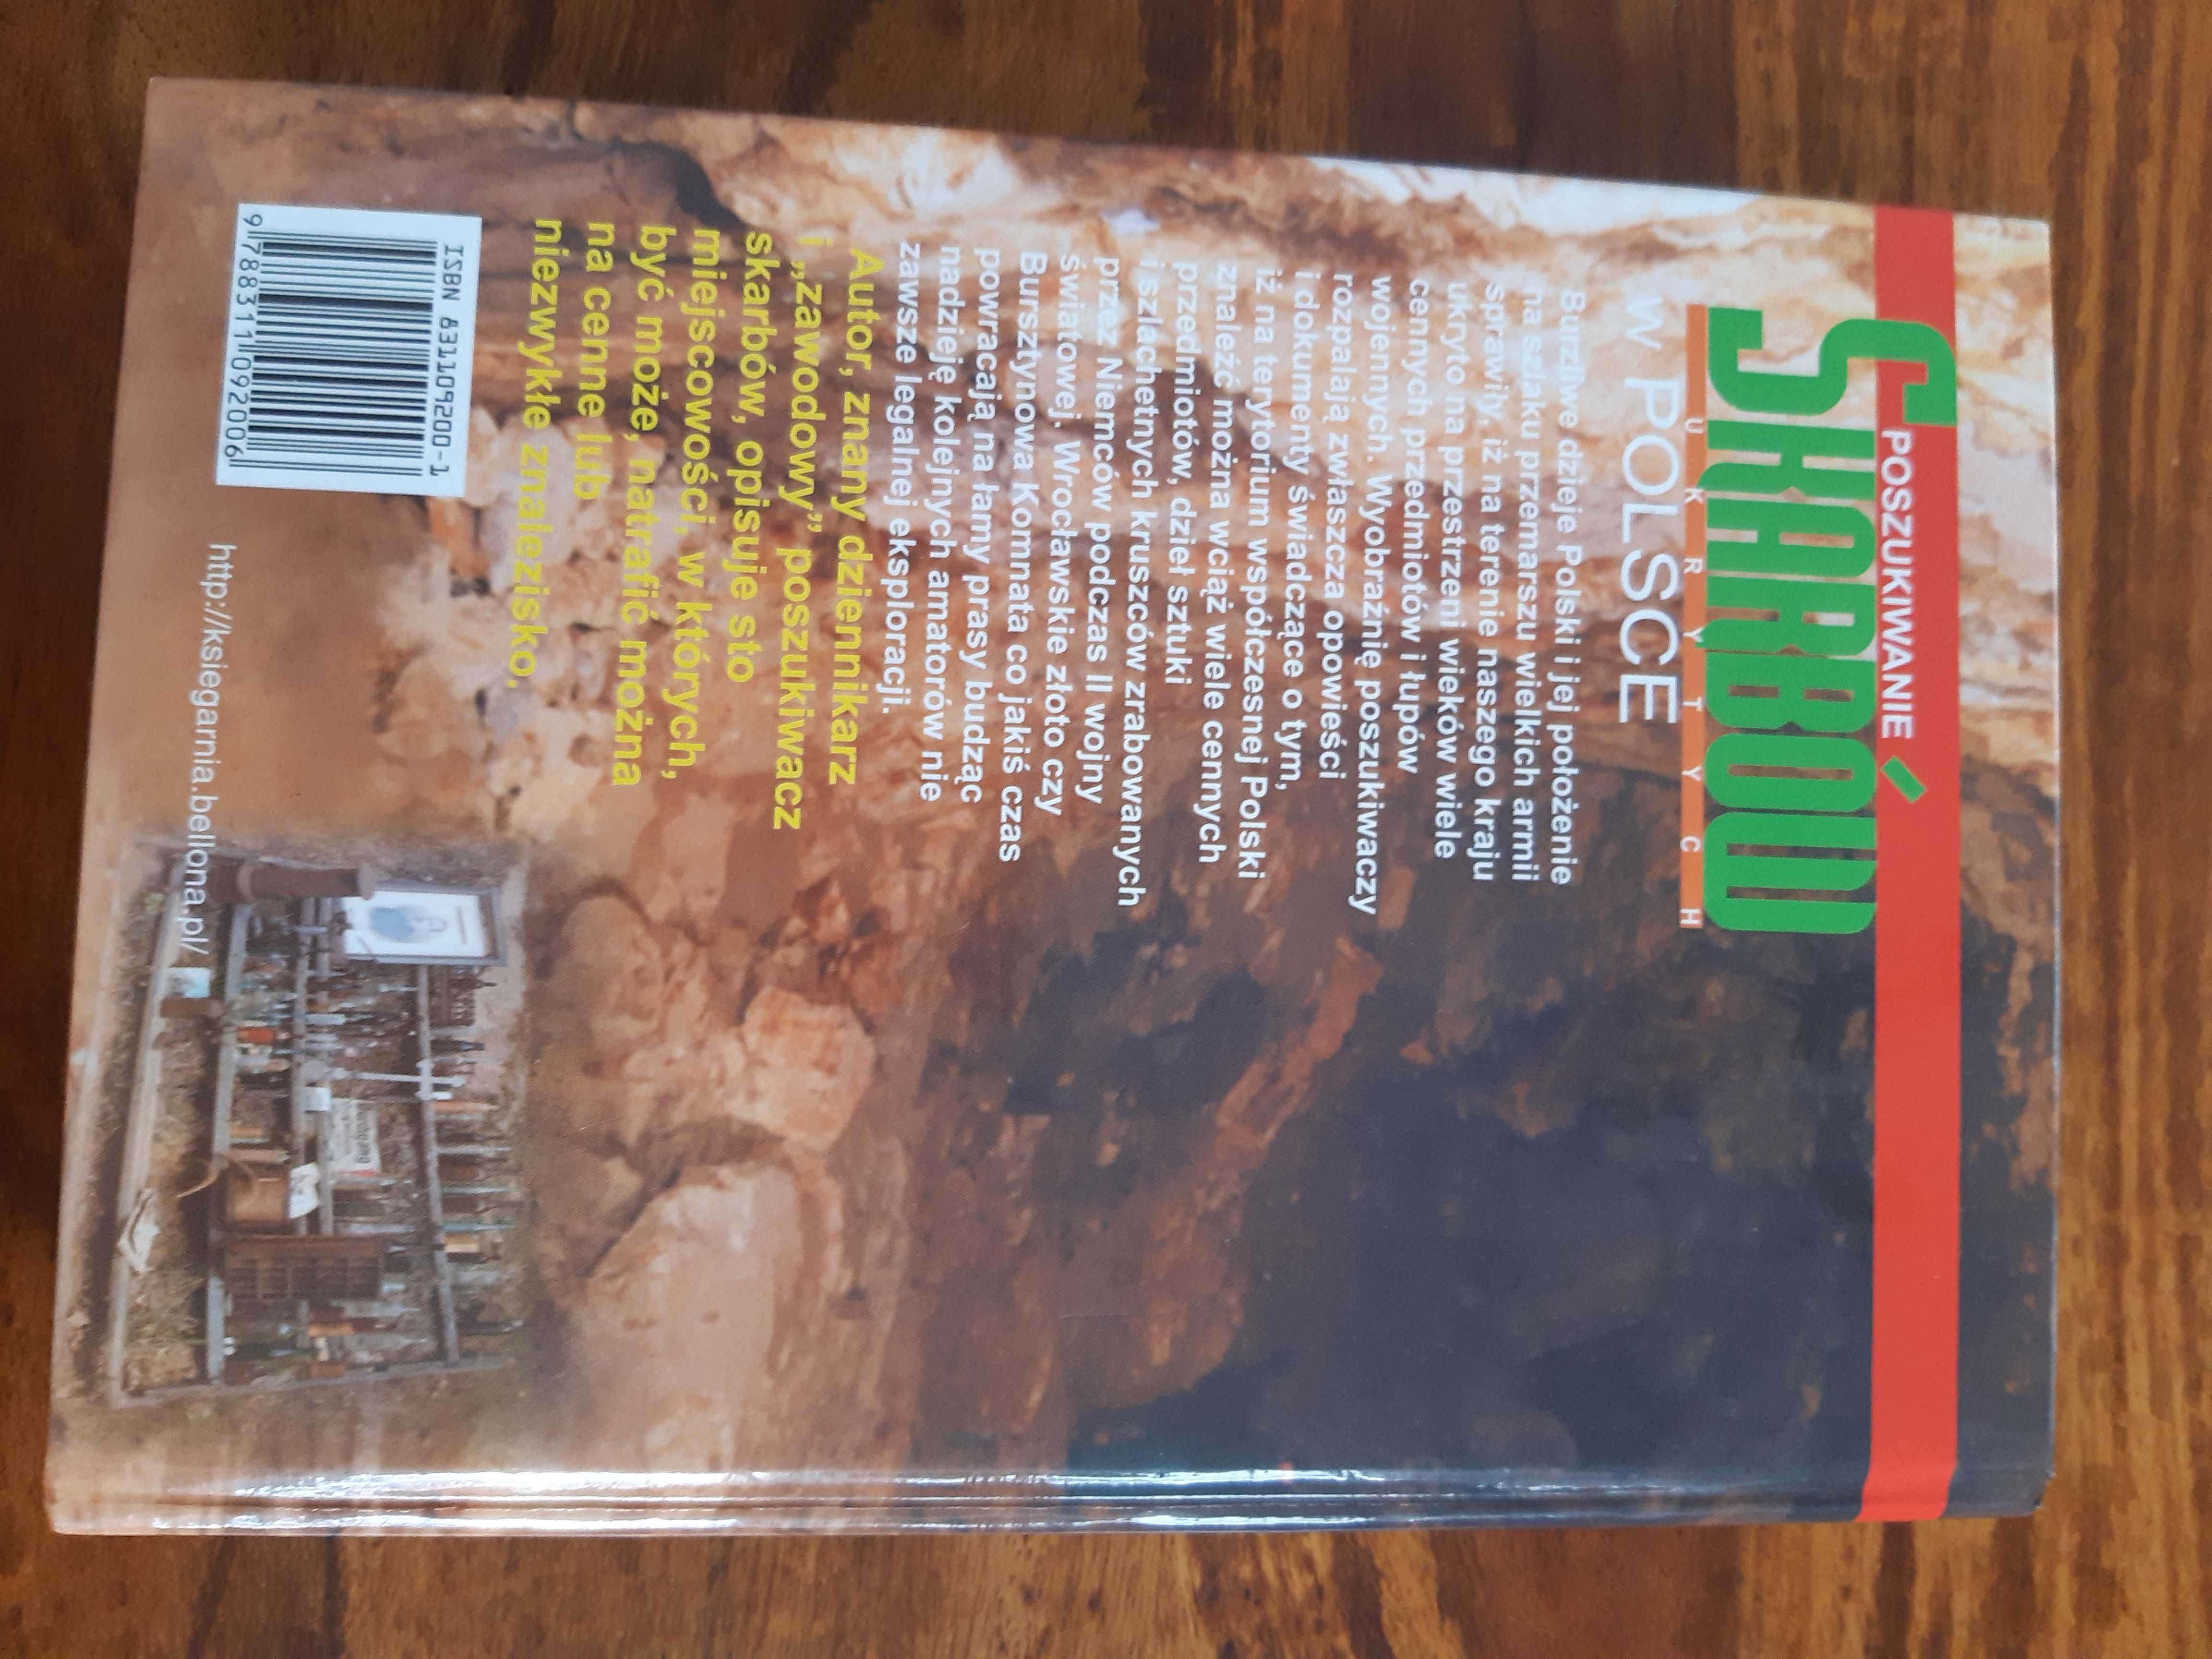 POSZUKIWANIE
SKARBÓW
UKRYTYCH
w POLSCE
Burzliwe dzieje Polski i jej położenie
na szlaku przemarszu wielkich armii
sprawiły, iż na terenie naszego kraju
ukryto na przestrzeni wieków wiele
cennych przedmiotów i łupów
wojennych. Wyobraźnię poszukiwaczy
rozpalają zwłaszcza opowieści
i dokumenty świadczące o tym,
iż na terytorium współczesnej Polski
znaleźć można wciąż wiele cennych
przedmiotów, dzieł sztuki
i szlachetnych kruszców zrabowanych
przez Niemców podczas II wojny
światowej. Wrocławskie złoto czy
Bursztynowa Komnata co jakiś czas
powracają na łamy prasy budząc
nadzieję kolejnych amatorów nie
zawsze legalnej eksploracji.
Autor, znany dziennikarz
i „zawodowy” poszukiwacz
skarbów, opisuje sto
miejscowości, w których,
być może, natrafić można
na cenne lub
niezwykłe znalezisko.
ISBN 831109200-1
9788311092006
http://ksiegarnia.bellona.pl/